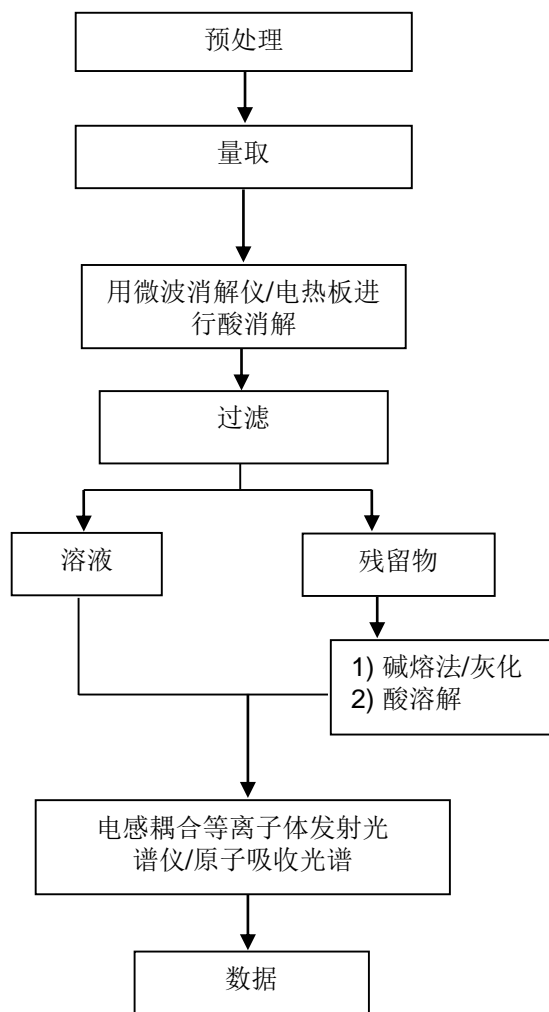 预处理
量取
用微波消解仪/电热板进
行酸消解
过滤
溶液
残留物
1) 碱熔法/灰化
2) 酸溶解
电感耦合等离子体发射光
谱仪/原子吸收光谱
数据